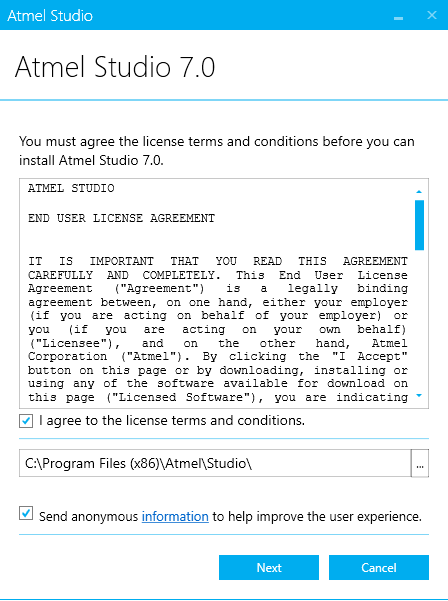 Atmel Studio
Atmel Studio 7.0
You must agree the license terms and conditions before you can
install Atmel Studio 7.0.
ATMEL STUDIO
END USER LICENSE AGREEMENT
IT IS IMPORTANT THAT YOU READ THIS AGREEMENT
CAREFULLY AND COMPLETELY. This End User License
Agreement ("Agreement") is a legally binding
agreement between, on one hand, either your employer
(if you are acting on behalf of your employer) or
you (if you are acting on your own behalf)
("Licensee"), and on the other hand, Atmel
Corporation ("Atmel"). By clicking the "I Accept"
button on this page or by downloading, installing or
using any of the software available for download on
this page ("Licensed Software"), you are indicating
I agree to the license terms and conditions.
C:\Program Files (x86)\Atmel\Studio\
...
Send anonymous information to help improve the user experience.
Next
Cancel